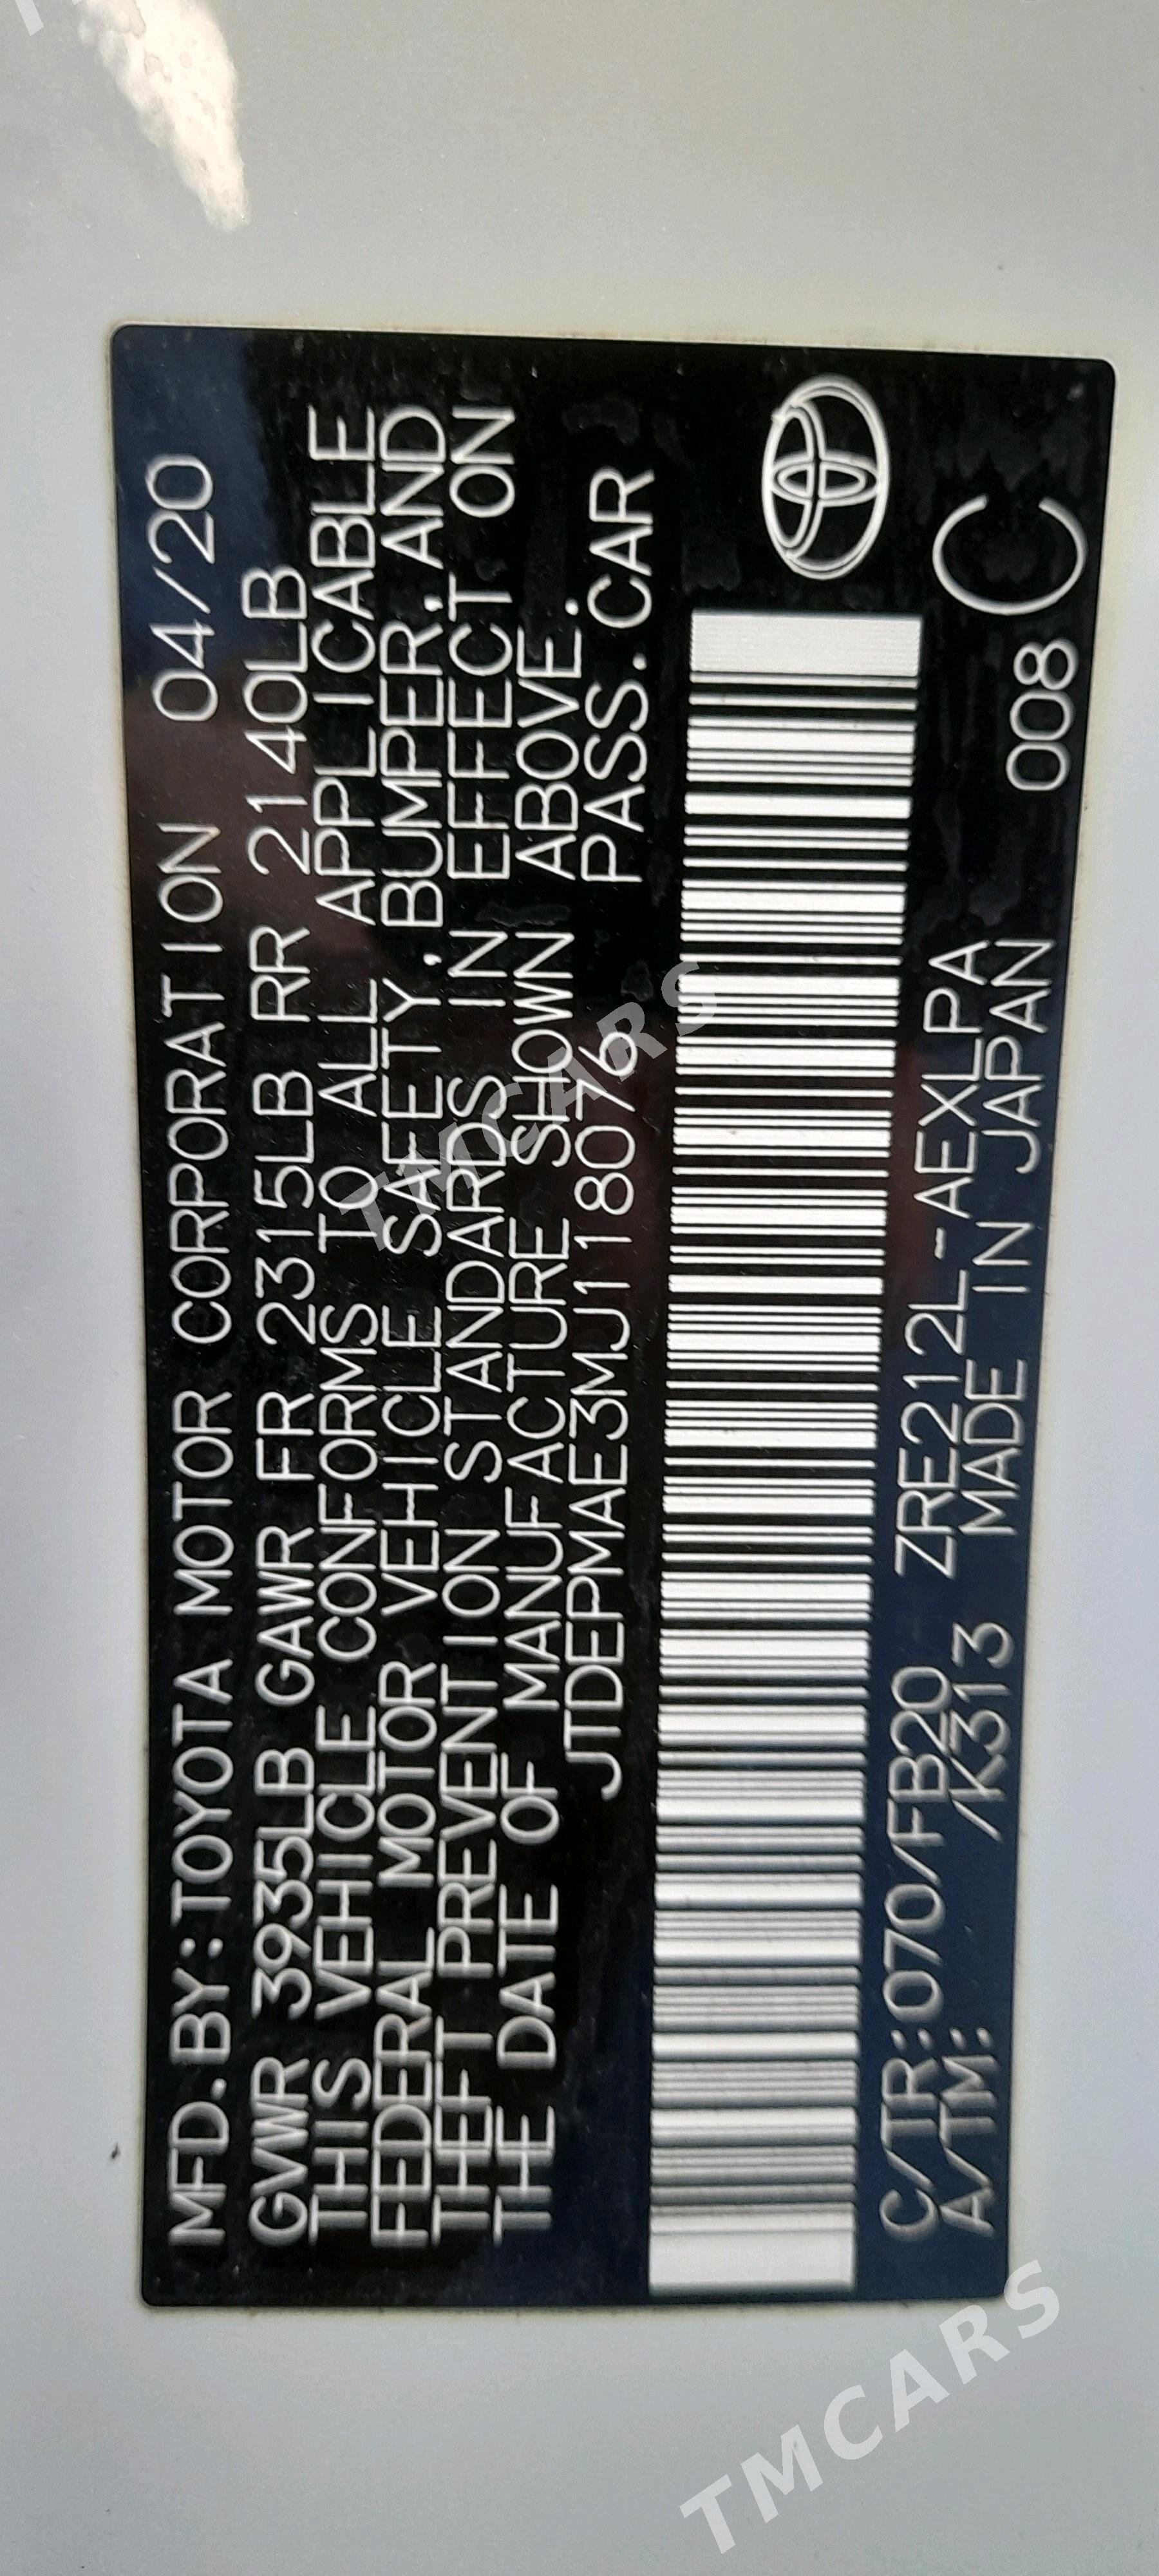 MFD.BY:TOYOTA MOTOR CORPORATION 04/20
GVWR 3935LB GAWR FR 2315LB RR 2140LB
THIS VEHICLE CONFORMS TO ALL APPLICABLE
FEDERAL MOTOR VEHICLE SAFETY,BUMPER,AND
THEFT PREVENTION STANDARDS IN EFFECT ON
THE DATE OF MANUFACTURE SHOWN ABOVE.
JTDEPMAE3MJ118076 PASS.CAR
C/TR:070/FB20 ZRE212L-AEXLPA 008 C
A/TM: /K313 MADE IN JAPAN
TMCARS
TMCARS